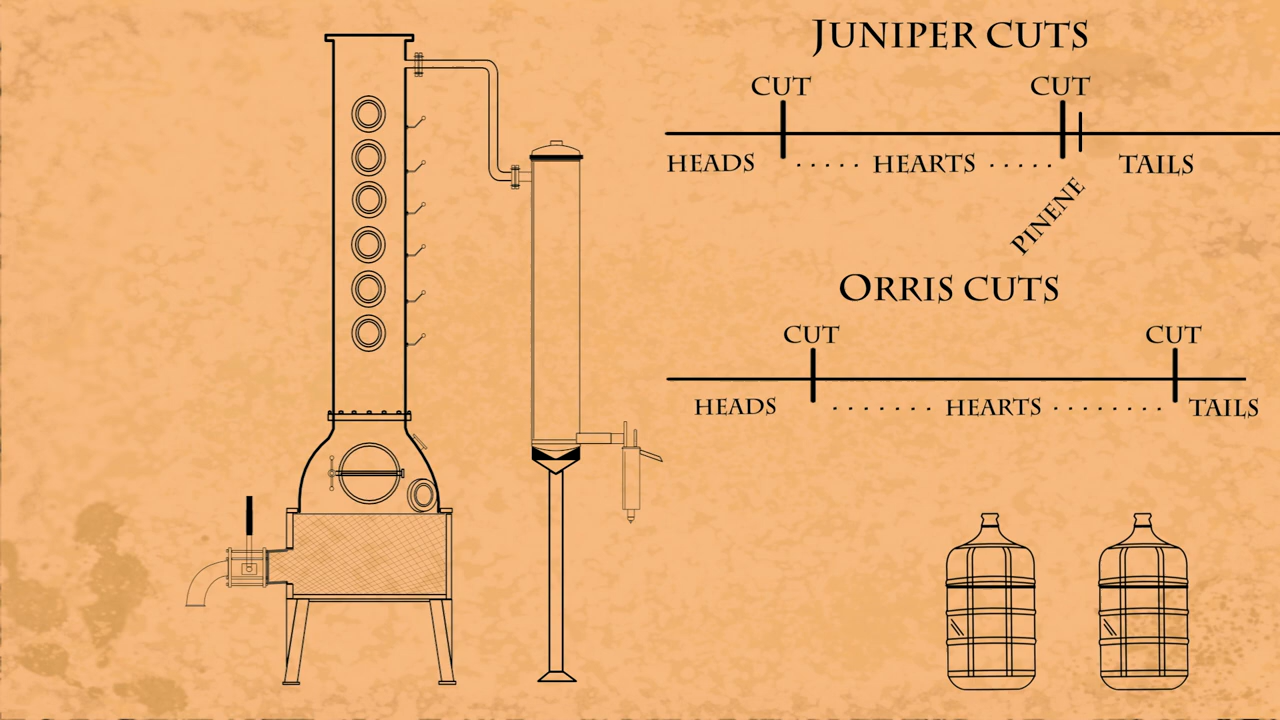 JUNIPER CUTS
CUT CUT
HEADS ..... HEARTS ..... TAILS
PINENE
ORRIS CUTS
CUT CUT
HEADS ........ HEARTS ........ TAILS